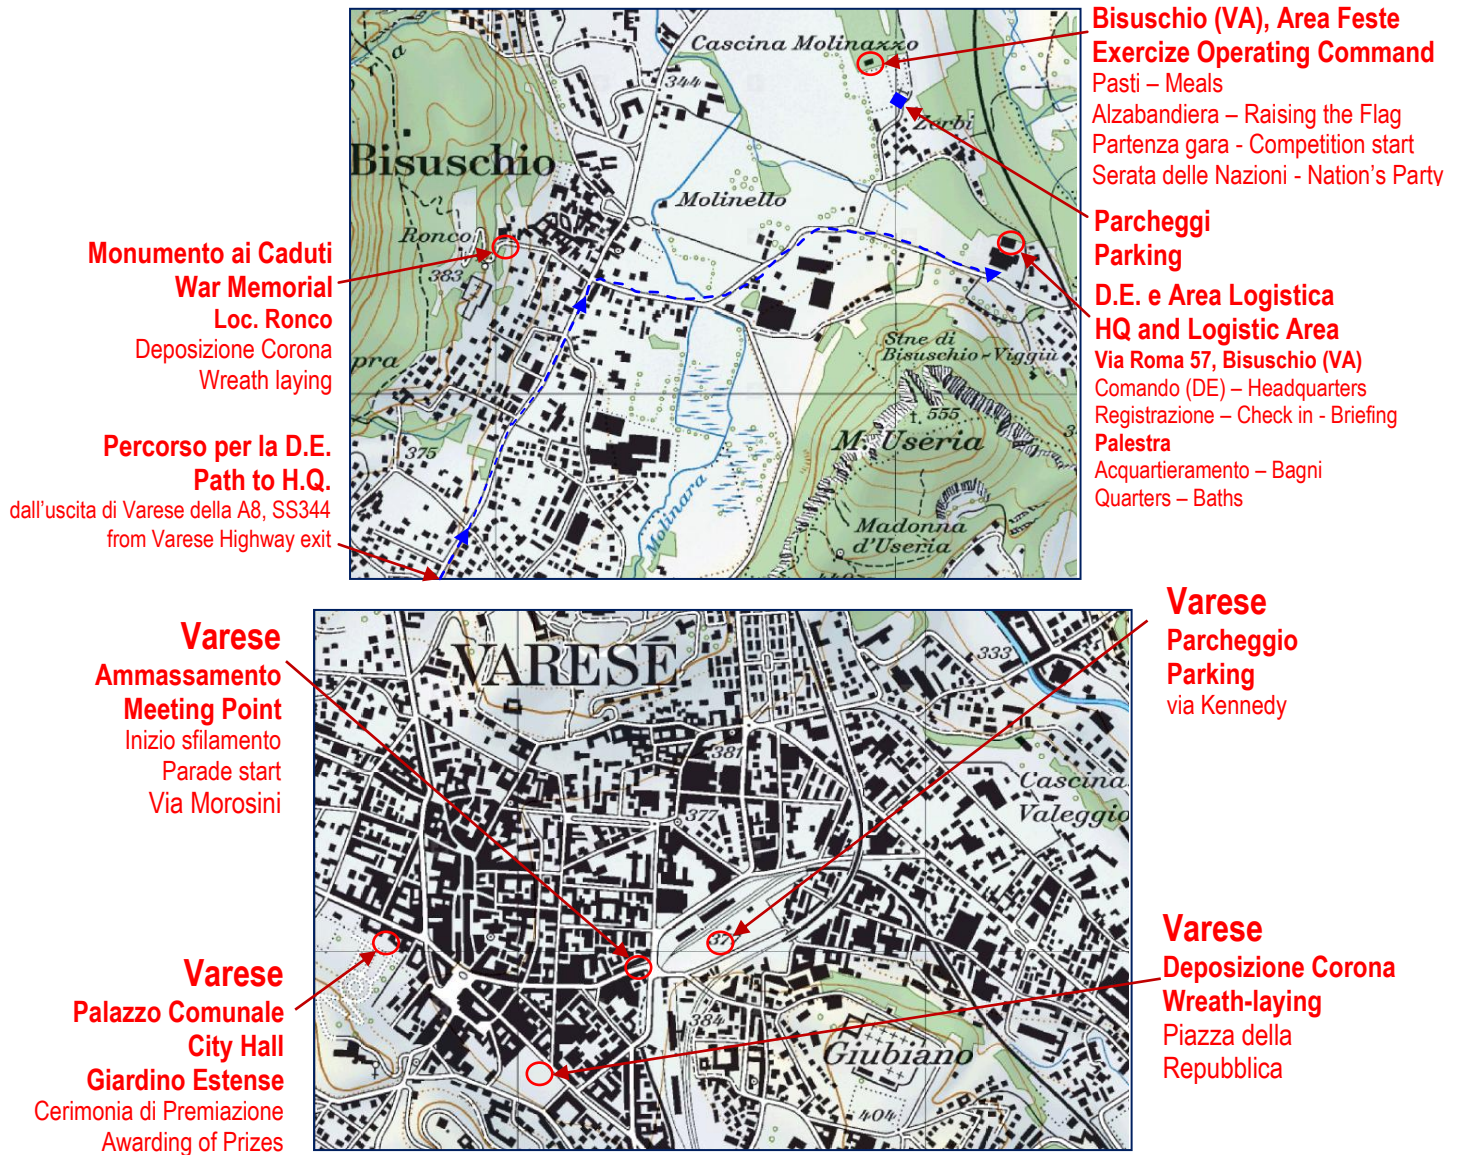 Bisuschio (VA), Area Feste
Exercize Operating Command
Pasti – Meals
Alzabandiera – Raising the Flag
Partenza gara - Competition start
Serata delle Nazioni - Nation's Party
Parcheggi
Parking
D.E. e Area Logistica
HQ and Logistic Area
Via Roma 57, Bisuschio (VA)
Comando (DE) – Headquarters
Registrazione – Check in - Briefing
Palestra
Acquartieramento – Bagni
Quarters – Baths
Monumento ai Caduti
War Memorial
Loc. Ronco
Deposizione Corona
Wreath laying
Percorso per la D.E.
Path to H.Q.
dall'uscita di Varese della A8, SS344
from Varese Highway exit
Cascina Molinazzo
344
Zerbi
Bisuschio
Molinello
Ronco
383
pra
Stne di
Bisuschio-Viggiù
555
M. Useria
375
Molinara
Madonna
d'Useria
Varese
Ammassamento
Meeting Point
Inizio sfilamento
Parade start
Via Morosini
Varese
Palazzo Comunale
City Hall
Giardino Estense
Cerimonia di Premiazione
Awarding of Prizes
Varese
Parcheggio
Parking
via Kennedy
Varese
Deposizione Corona
Wreath-laying
Piazza della
Repubblica
VARESE
333
381
Cascina
Valeggio
377
37
384
Giubiano
404